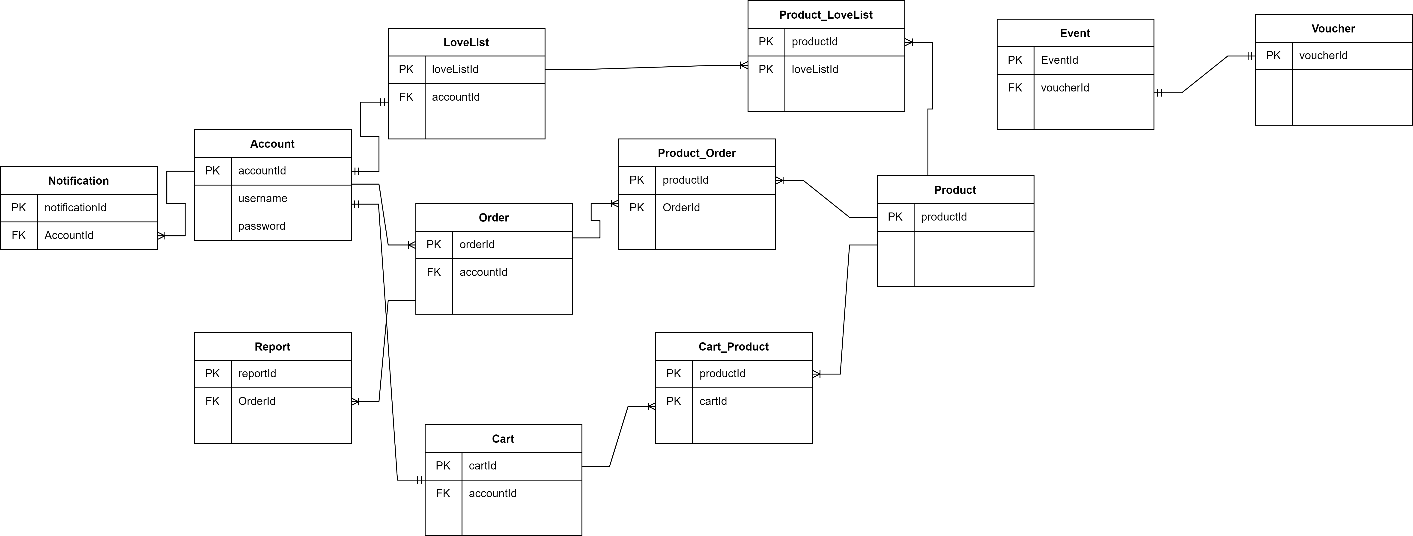 Product_LoveList
PK productId
PK loveListId
LoveList
PK loveListId
FK accountId
Event
PK EventId
FK voucherId
Voucher
PK voucherId
Account
PK accountId
username
password
Notification
PK notificationId
FK AccountId
Product_Order
PK productId
PK OrderId
Product
PK productId
Order
PK orderId
FK accountId
Report
PK reportId
FK OrderId
Cart_Product
PK productId
PK cartId
Cart
PK cartId
FK accountId